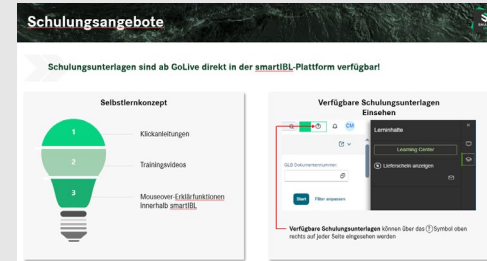 Schulungsangebote
Schulungsunterlagen sind ab GoLive direkt in der smartIBL-Plattform verfügbar!
Selbstlernkonzept
1
Klickanleitungen
2
Trainingsvideos
3
Mouseover-Erklärfunktionen
innerhalb smartIBL
Verfügbare Schulungsunterlagen
Einsehen
CM
Lerninhalte
Learning Center
GLD Dokumentennummer:
Lieferschein anzeigen
Start
Filter anpassen
Verfügbare Schulungsunterlagen können über das ? Symbol oben
rechts auf jeder Seite eingesehen werden